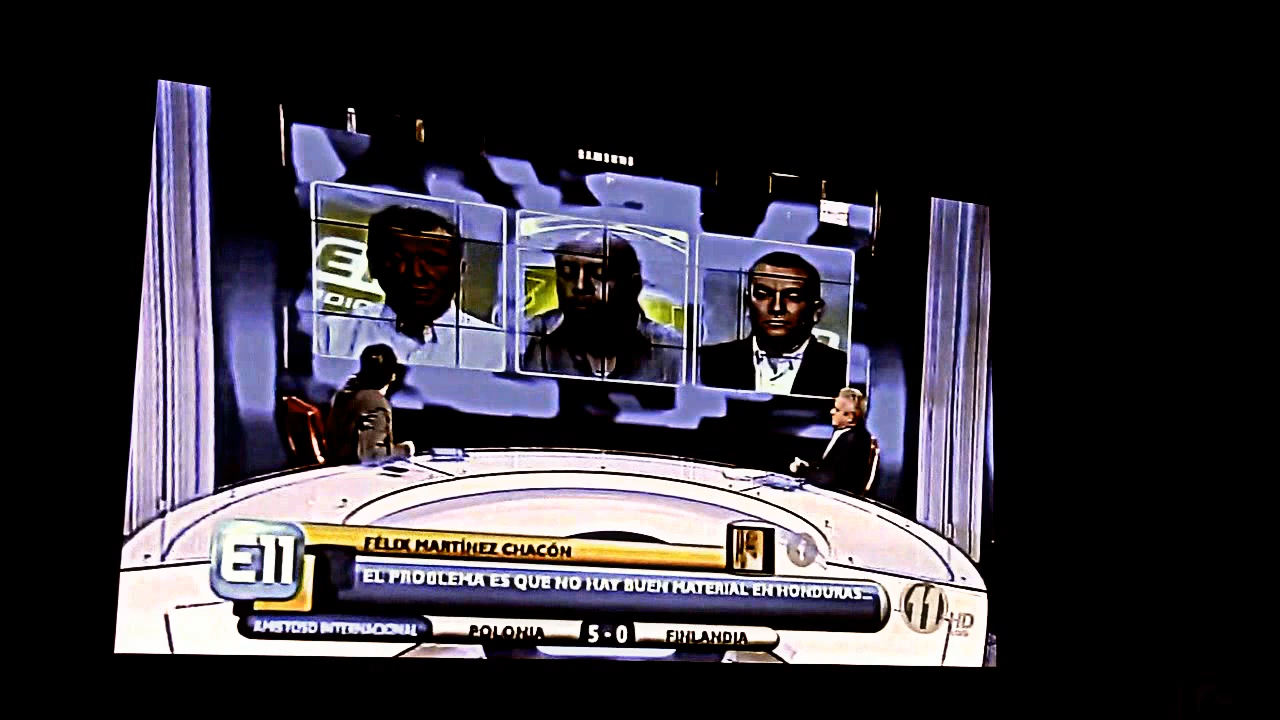 SAMSUNG
E11
FÉLIX MARTÍNEZ CHACÓN
EL PROBLEMA ES QUE NO HAY BUEN MATERIAL EN HONDURAS...
AMISTOSO INTERNACIONAL
POLONIA 5 - 0 FINLANDIA
11
HD